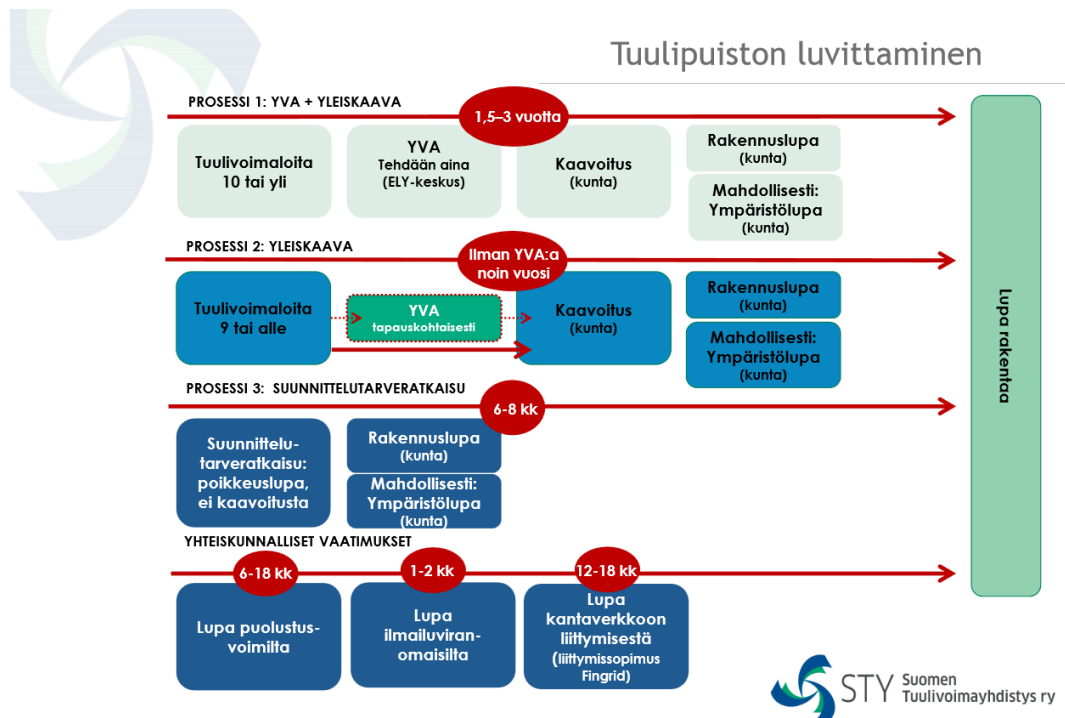 Tuulipuiston luvittaminen
PROSESSI 1: YVA + YLEISKAAVA
1,5–3 vuotta
Tuulivoimaloita
10 tai yli
YVA
Tehdään aina
(ELY-keskus)
Kaavoitus
(kunta)
Rakennuslupa
(kunta)
Mahdollisesti:
Ympäristölupa
(kunta)
PROSESSI 2: YLEISKAAVA
Ilman YVA:a
noin vuosi
Tuulivoimaloita
9 tai alle
YVA
tapauskohtaisesti
Kaavoitus
(kunta)
Rakennuslupa
(kunta)
Mahdollisesti:
Ympäristölupa
(kunta)
PROSESSI 3: SUUNNITTELUTARVERATKAISU
6-8 kk
Suunnittelu-
tarveratkaisu:
poikkeuslupa,
ei kaavoitusta
Rakennuslupa
(kunta)
Mahdollisesti:
Ympäristölupa
(kunta)
YHTEISKUNNALLISET VAATIMUKSET
6-18 kk
1-2 kk
12-18 kk
Lupa puolustus-
voimilta
Lupa
ilmailuviran-
omaisilta
Lupa
kantaverkkoon
liittymisestä
(liittymissopimus
Fingrid)
Lupa rakentaa
STY Suomen
Tuulivoimayhdistys ry